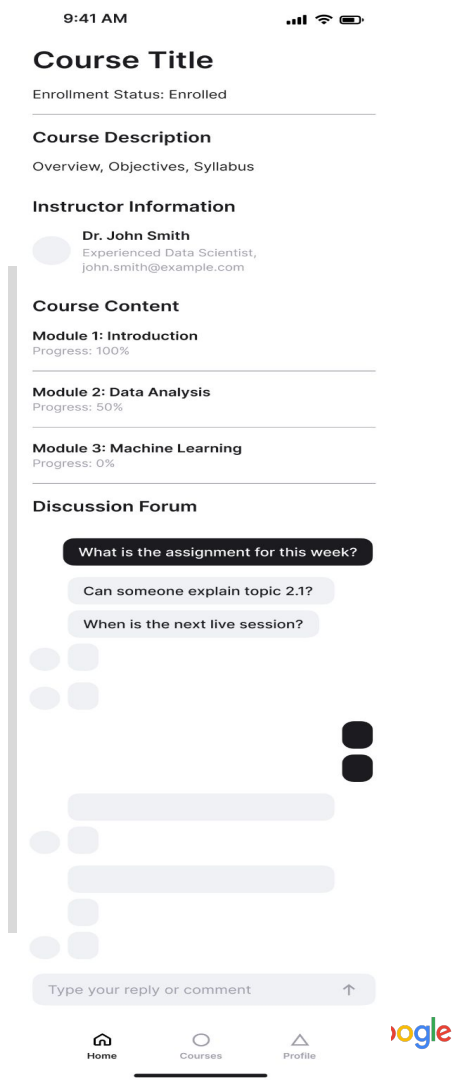 9:41 AM
Course Title
Enrollment Status: Enrolled
Course Description
Overview, Objectives, Syllabus
Instructor Information
Dr. John Smith
Experienced Data Scientist,
john.smith@example.com
Course Content
Module 1: Introduction
Progress: 100%
Module 2: Data Analysis
Progress: 50%
Module 3: Machine Learning
Progress: 0%
Discussion Forum
What is the assignment for this week?
Can someone explain topic 2.1?
When is the next live session?
Type your reply or comment
Home Courses Profile
ogle